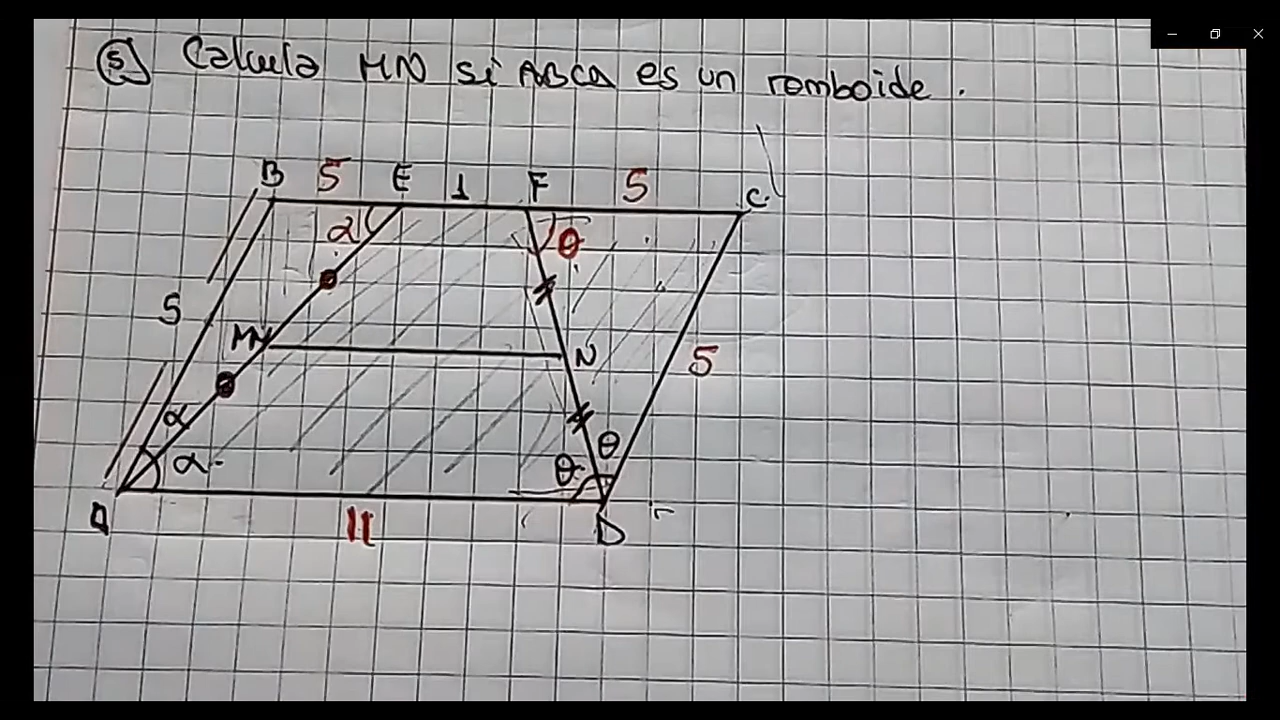 5) Calcula MN si ABCD es un romboide.
B 5 E 1 F 5 C
α θ
5 M N 5
α θ
α θ
A 11 D